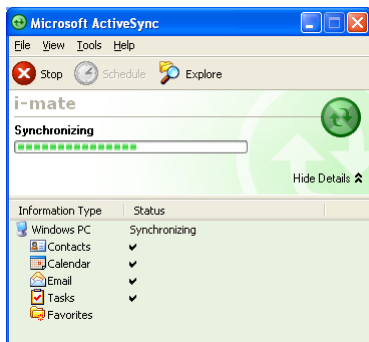 Microsoft ActiveSync
File View Tools Help
Stop Schedule Explore
i-mate
Synchronizing
Hide Details
Information Type Status
Windows PC Synchronizing
Contacts
Calendar
Email
Tasks
Favorites